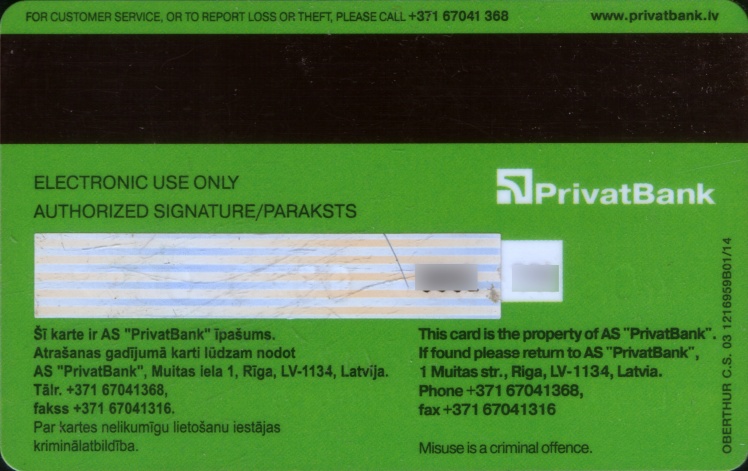 FOR CUSTOMER SERVICE, OR TO REPORT LOSS OR THEFT, PLEASE CALL +371 67041 368
www.privatbank.lv
ELECTRONIC USE ONLY
AUTHORIZED SIGNATURE/PARAKSTS
PrivatBank
Šī karte ir AS "PrivatBank" īpašums.
Atrašanas gadījumā karti lūdzam nodot
AS "PrivatBank", Muitas iela 1, Rīga, LV-1134, Latvija.
Tālr. +371 67041368,
fakss +371 67041316.
Par kartes nelikumīgu lietošanu iestājas
kriminālatbildība.
This card is the property of AS "PrivatBank".
If found please return to AS "PrivatBank",
1 Muitas str., Riga, LV-1134, Latvia.
Phone +371 67041368,
fax +371 67041316
Misuse is a criminal offence.
OBERTHUR C.S. 03 1216959B01/14